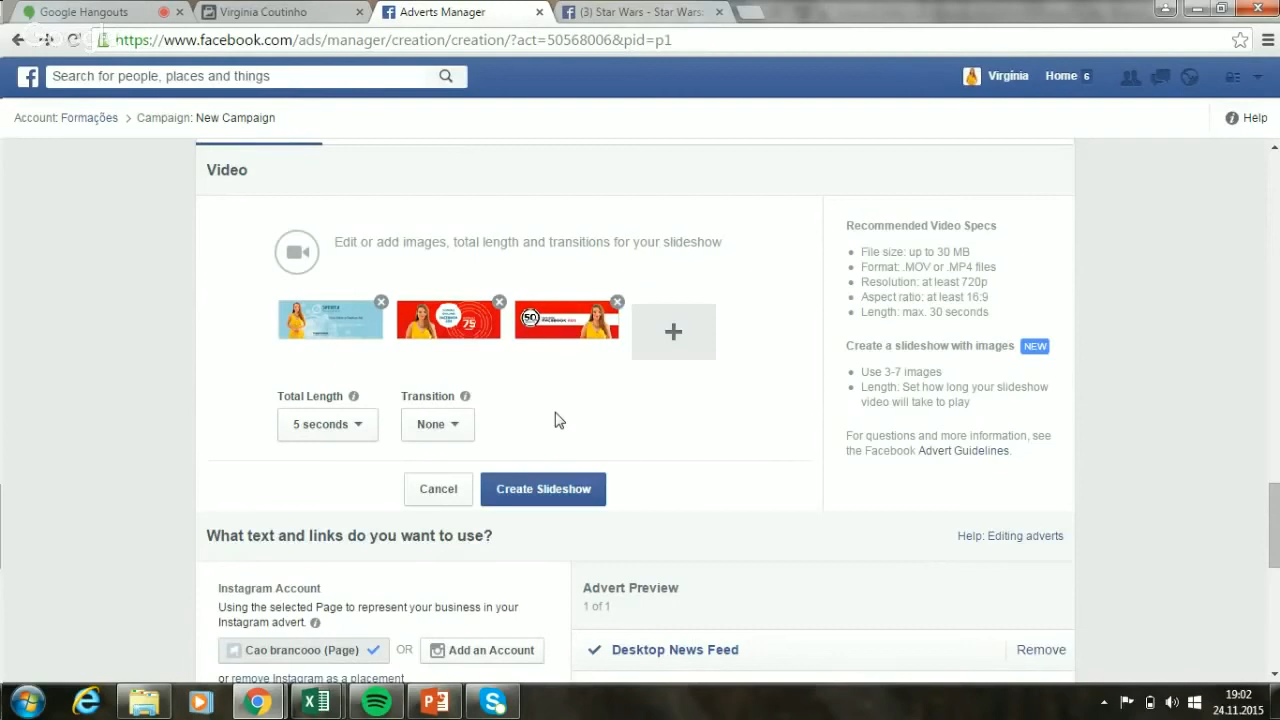 Google Hangouts
Virginia Coutinho
Adverts Manager
(3) Star Wars - Star Wars:
https://www.facebook.com/ads/manager/creation/creation/?act=50568006&pid=p1
Search for people, places and things
Virgínia
Home 6
Account: Formações > Campaign: New Campaign
Help
Video
Edit or add images, total length and transitions for your slideshow
75
50
Total Length
Transition
5 seconds
None
Cancel
Create Slideshow
Recommended Video Specs
File size: up to 30 MB
Format: .MOV or .MP4 files
Resolution: at least 720p
Aspect ratio: at least 16:9
Length: max. 30 seconds
Create a slideshow with images NEW
Use 3-7 images
Length: Set how long your slideshow
video will take to play
For questions and more information, see
the Facebook Advert Guidelines.
What text and links do you want to use?
Help: Editing adverts
Instagram Account
Using the selected Page to represent your business in your
Instagram advert.
Cao brancooo (Page)
OR
Add an Account
or remove Instagram as a placement
Advert Preview
1 of 1
Desktop News Feed
Remove
19:02
24.11.2015